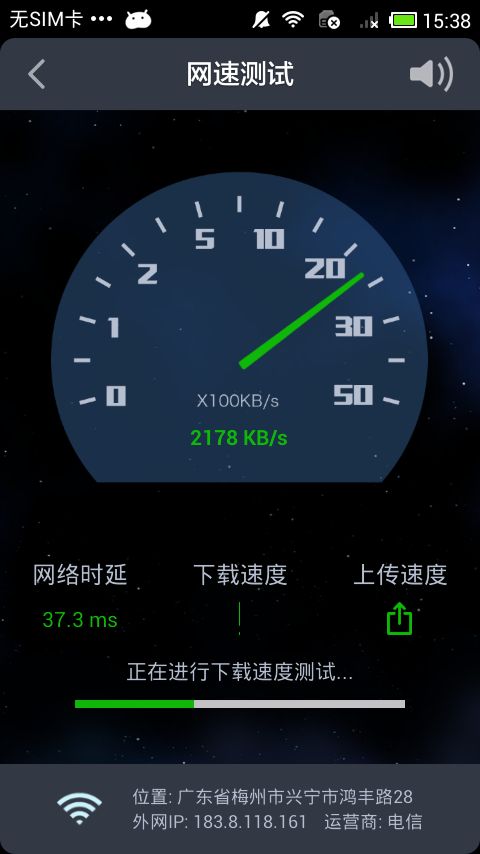 无SIM卡 ••• 15:38
网速测试
5 10
2 20
1 30
0 50
X100KB/s
2178 KB/s
网络时延 下载速度 上传速度
37.3 ms
正在进行下载速度测试...
位置: 广东省梅州市兴宁市鸿丰路28
外网IP: 183.8.118.161 运营商: 电信